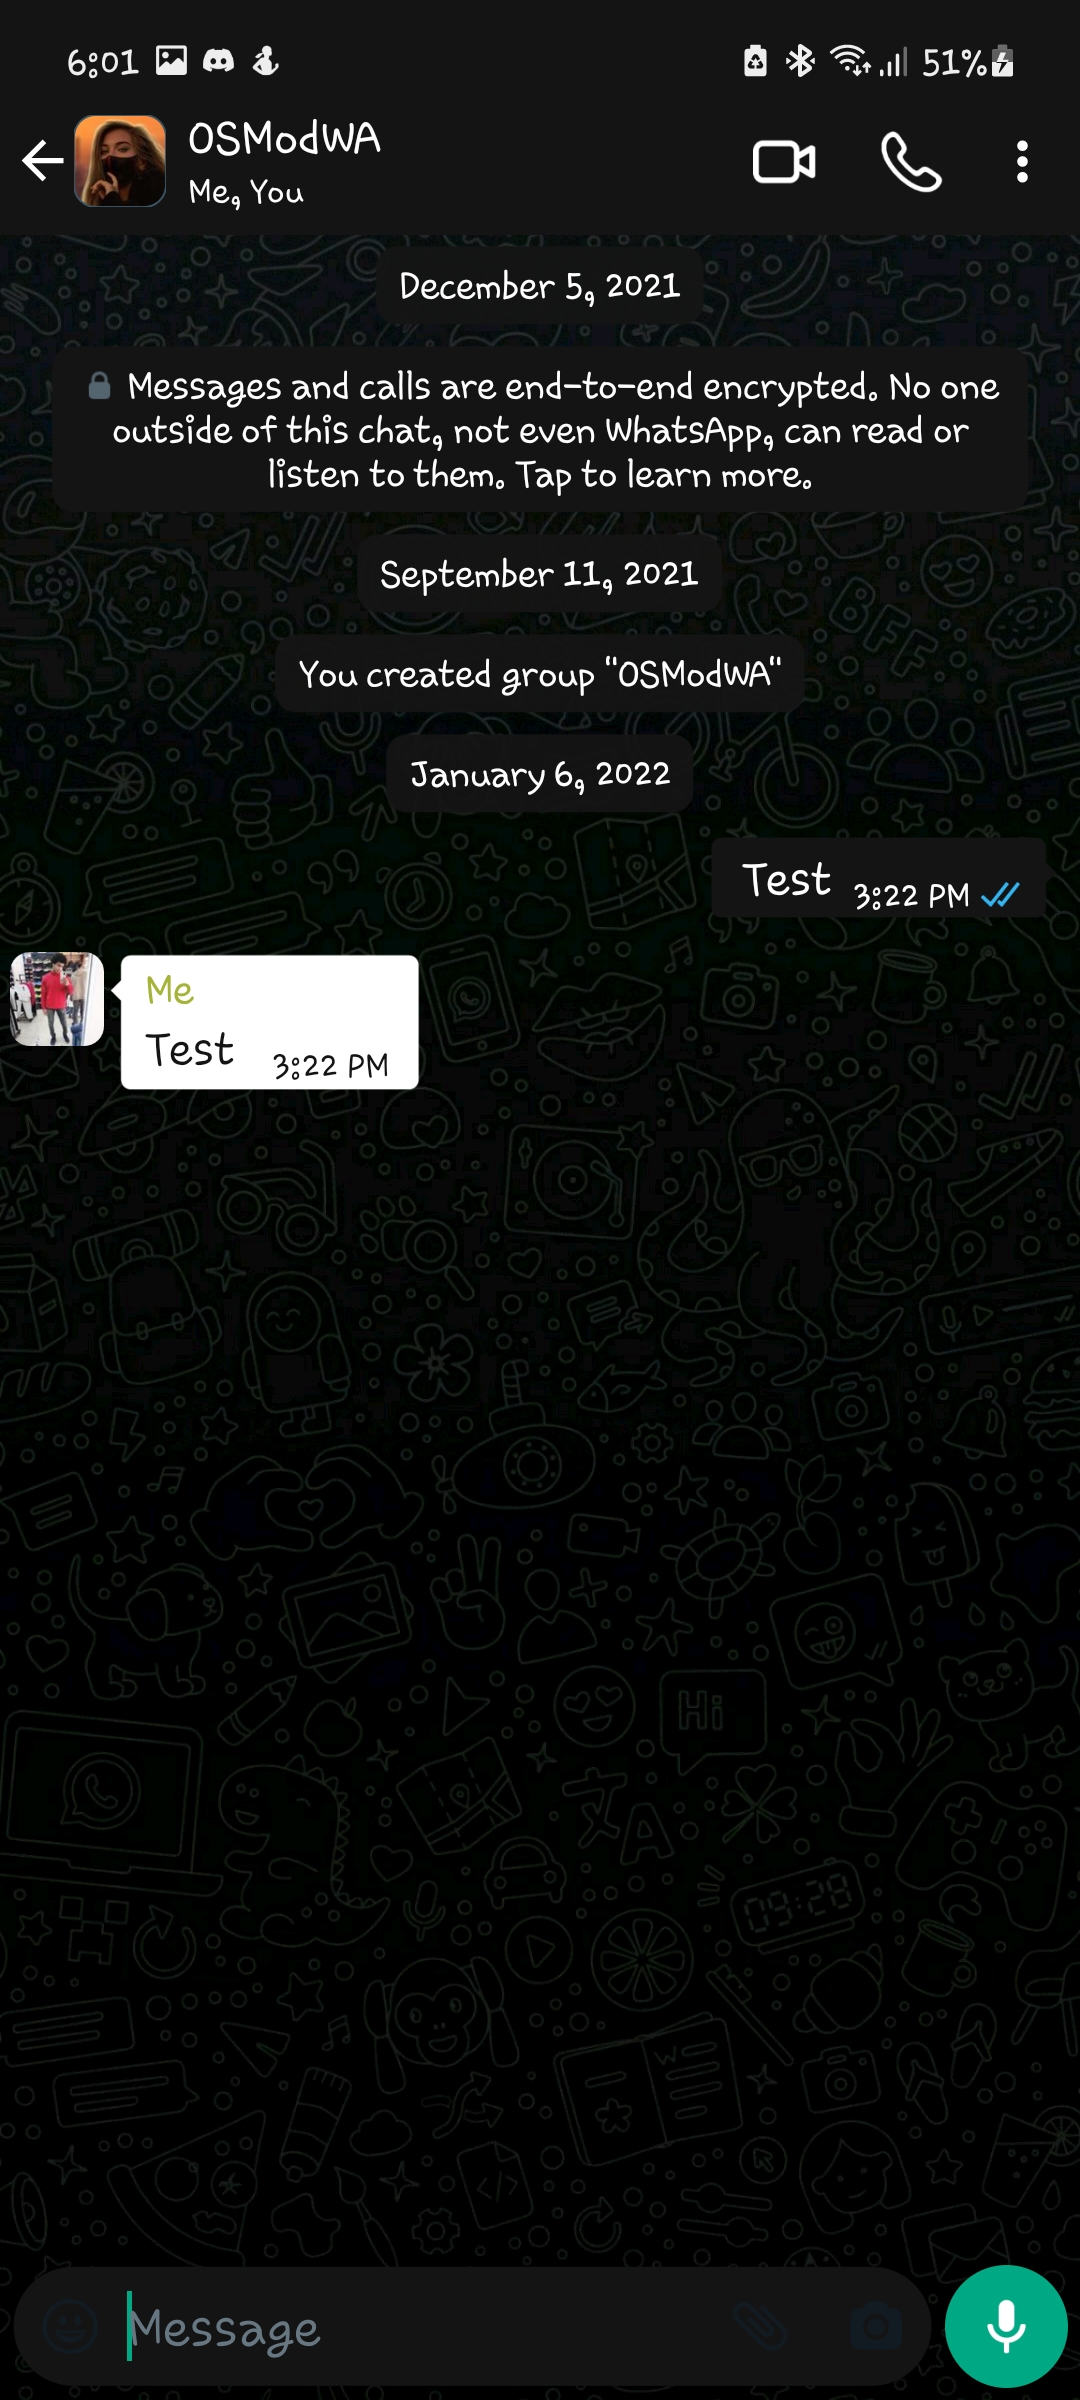 6:01
51%
OSModWA
Me, You
December 5, 2021
Messages and calls are end-to-end encrypted. No one
outside of this chat, not even WhatsApp, can read or
listen to them. Tap to learn more.
September 11, 2021
BFF
You created group "OSModWA"
January 6, 2022
Test 3:22 PM
Me
Test 3:22 PM
Hi
文A
09:28
W
Message